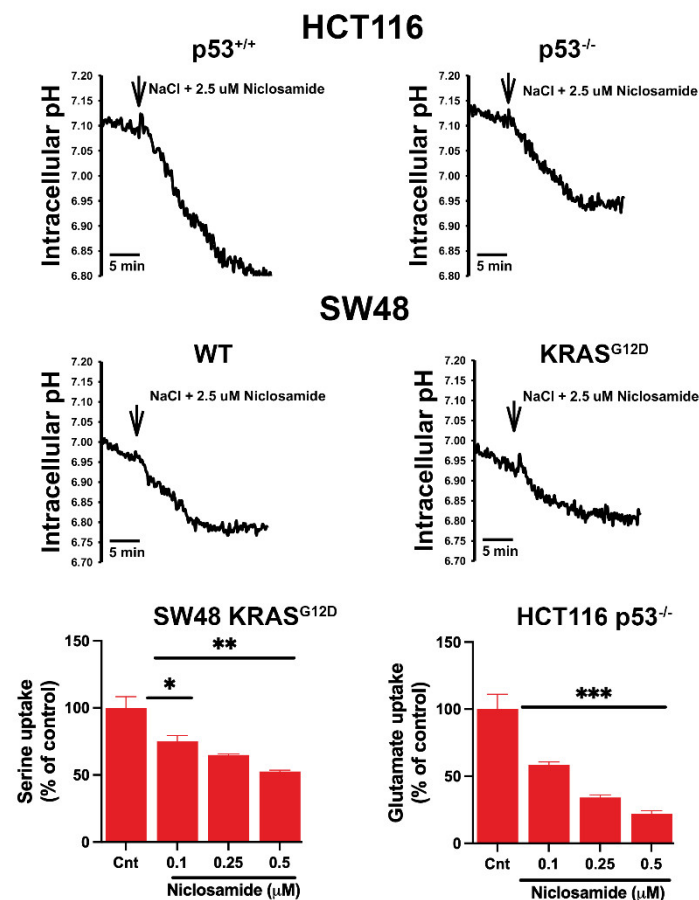 HCT116
p53+/+
p53-/-
7.20
7.15
7.10
7.05
7.00
6.95
6.90
6.85
6.80
Intracellular pH
NaCl + 2.5 uM Niclosamide
5 min
7.20
7.15
7.10
7.05
7.00
6.95
6.90
6.85
6.80
Intracellular pH
NaCl + 2.5 uM Niclosamide
5 min
SW48
WT
KRASG12D
7.20
7.15
7.10
7.05
7.00
6.95
6.90
6.85
6.80
6.75
6.70
Intracellular pH
NaCl + 2.5 uM Niclosamide
5 min
7.20
7.15
7.10
7.05
7.00
6.95
6.90
6.85
6.80
6.75
6.70
Intracellular pH
NaCl + 2.5 uM Niclosamide
5 min
SW48 KRASG12D
150
100
50
0
Serine uptake
(% of control)
**
*
Cnt 0.1 0.25 0.5
Niclosamide (μM)
HCT116 p53-/-
150
100
50
0
Glutamate uptake
(% of control)
***
Cnt 0.1 0.25 0.5
Niclosamide (μM)